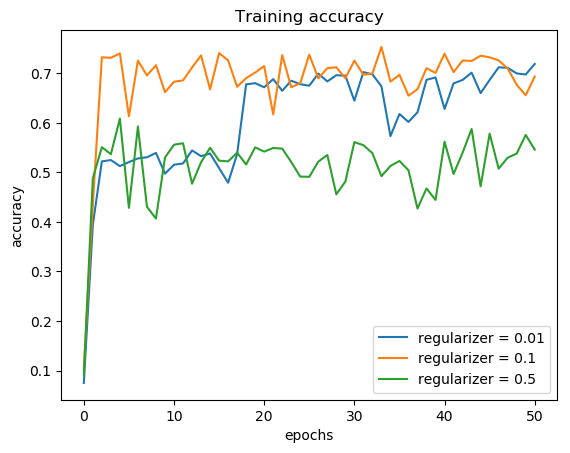 Training accuracy
accuracy
0.7
0.6
0.5
0.4
0.3
0.2
0.1
regularizer = 0.01
regularizer = 0.1
regularizer = 0.5
0 10 20 30 40 50
epochs